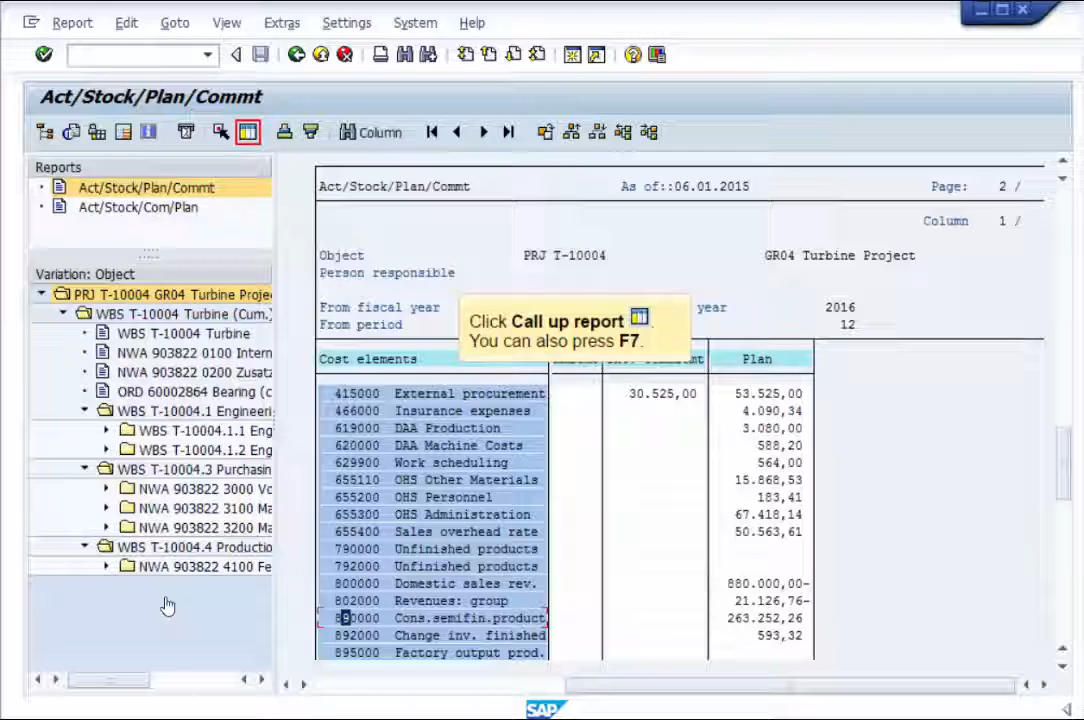 Report Edit Goto View Extras Settings System Help
Act/Stock/Plan/Commt
Column
Reports
Act/Stock/Plan/Commt
Act/Stock/Com/Plan
Variation: Object
PRJ T-10004 GR04 Turbine Proje
WBS T-10004 Turbine (Cum.)
WBS T-10004 Turbine
NWA 903822 0100 Intern
NWA 903822 0200 Zusatz
ORD 60002864 Bearing (c
WBS T-10004.1 Engineeri
WBS T-10004.1.1 Eng
WBS T-10004.1.2 Eng
WBS T-10004.3 Purchasin
NWA 903822 3000 Vo
NWA 903822 3100 Ma
NWA 903822 3200 Ma
WBS T-10004.4 Productio
NWA 903822 4100 Fe
Act/Stock/Plan/Commt As of::06.01.2015 Page: 2 /
Column 1 /
Object PRJ T-10004 GR04 Turbine Project
Person responsible
From fiscal year year 2016
From period 12
Click Call up report .
You can also press F7.
Cost elements Plan
415000 External procurement 30.525,00 53.525,00
466000 Insurance expenses 4.090,34
619000 DAA Production 3.080,00
620000 DAA Machine Costs 588,20
629900 Work scheduling 564,00
655110 OHS Other Materials 15.868,53
655200 OHS Personnel 183,41
655300 OHS Administration 67.418,14
655400 Sales overhead rate 50.563,61
790000 Unfinished products
792000 Unfinished products
800000 Domestic sales rev. 880.000,00-
802000 Revenues: group 21.126,76-
890000 Cons.semifin.product 263.252,26
892000 Change inv. finished 593,32
895000 Factory output prod.
SAP